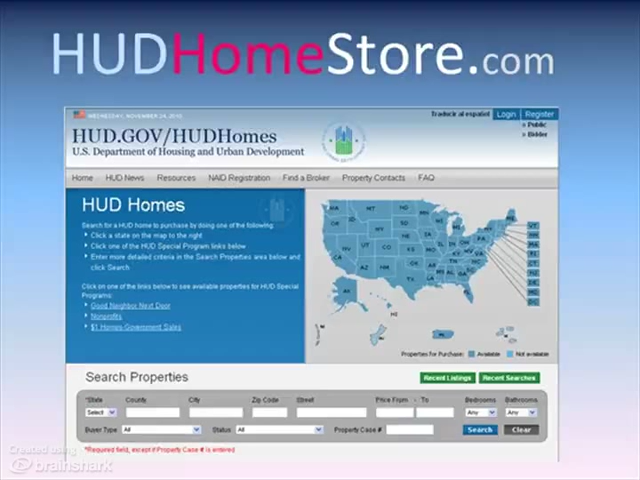 HUDHomeStore.com
WEDNESDAY, NOVEMBER 24, 2010
Traducir al español
Login
Register
» Public
» Bidder
HUD.GOV/HUDHomes
U.S. Department of Housing and Urban Development
Home HUD News Resources NAID Registration Find a Broker Property Contacts FAQ
HUD Homes
Search for a HUD home to purchase by doing one of the following:
Click a state on the map to the right
Click one of the HUD Special Program links below
Enter more detailed criteria in the Search Properties area below and
click Search
Click on one of the links below to see available properties for HUD Special
Programs:
Good Neighbor Next Door
Nonprofits
$1 Homes-Government Sales
Properties for Purchase: Available Not available
Search Properties
Recent Listings
Recent Searches
*State County City Zip Code Street Price From - To Bedrooms Bathrooms
Select Any Any
Buyer Type All Status All Property Case # Search Clear
*Required field, except if Property Case # is entered
Created using
brainshark